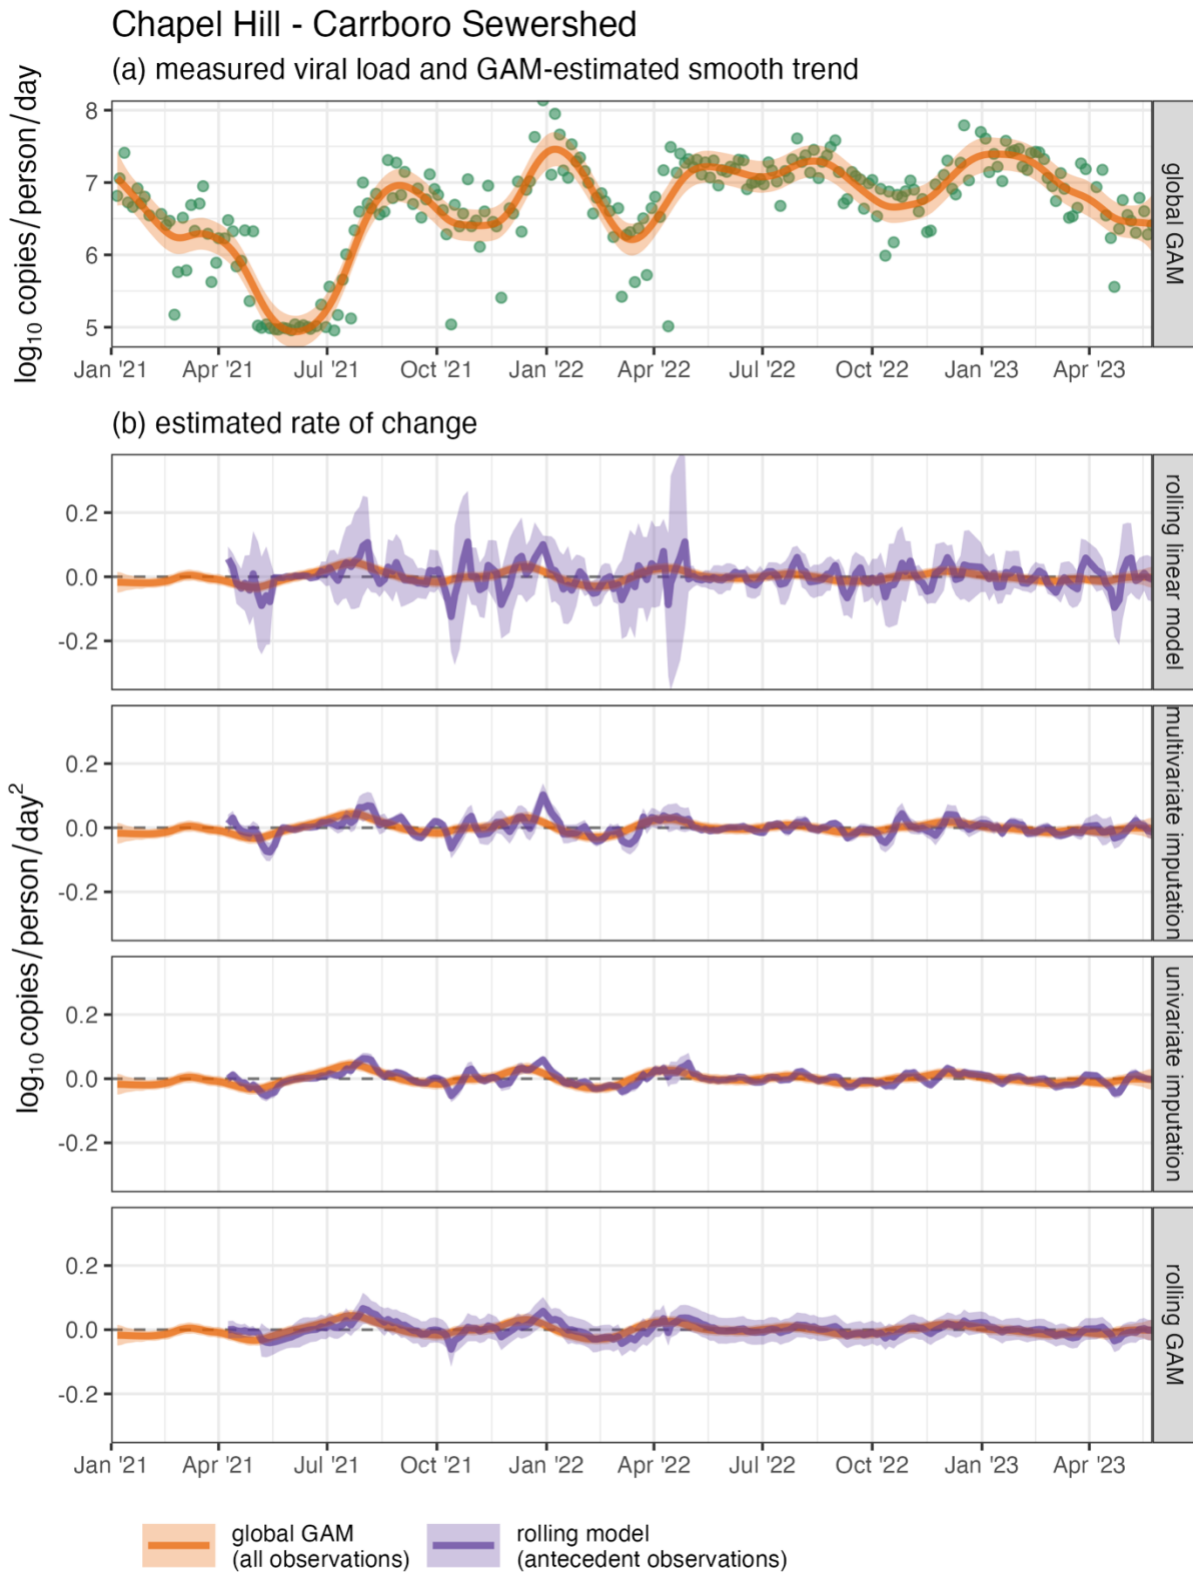 Chapel Hill - Carrboro Sewershed
(a) measured viral load and GAM-estimated smooth trend
log10 copies/person/day
8
7
6
5
global GAM
Jan '21 Apr '21 Jul '21 Oct '21 Jan '22 Apr '22 Jul '22 Oct '22 Jan '23 Apr '23
(b) estimated rate of change
log10 copies/person/day2
0.2
0.0
-0.2
rolling linear model
0.2
0.0
-0.2
multivariate imputation
0.2
0.0
-0.2
univariate imputation
0.2
0.0
-0.2
rolling GAM
Jan '21 Apr '21 Jul '21 Oct '21 Jan '22 Apr '22 Jul '22 Oct '22 Jan '23 Apr '23
global GAM
(all observations)
rolling model
(antecedent observations)